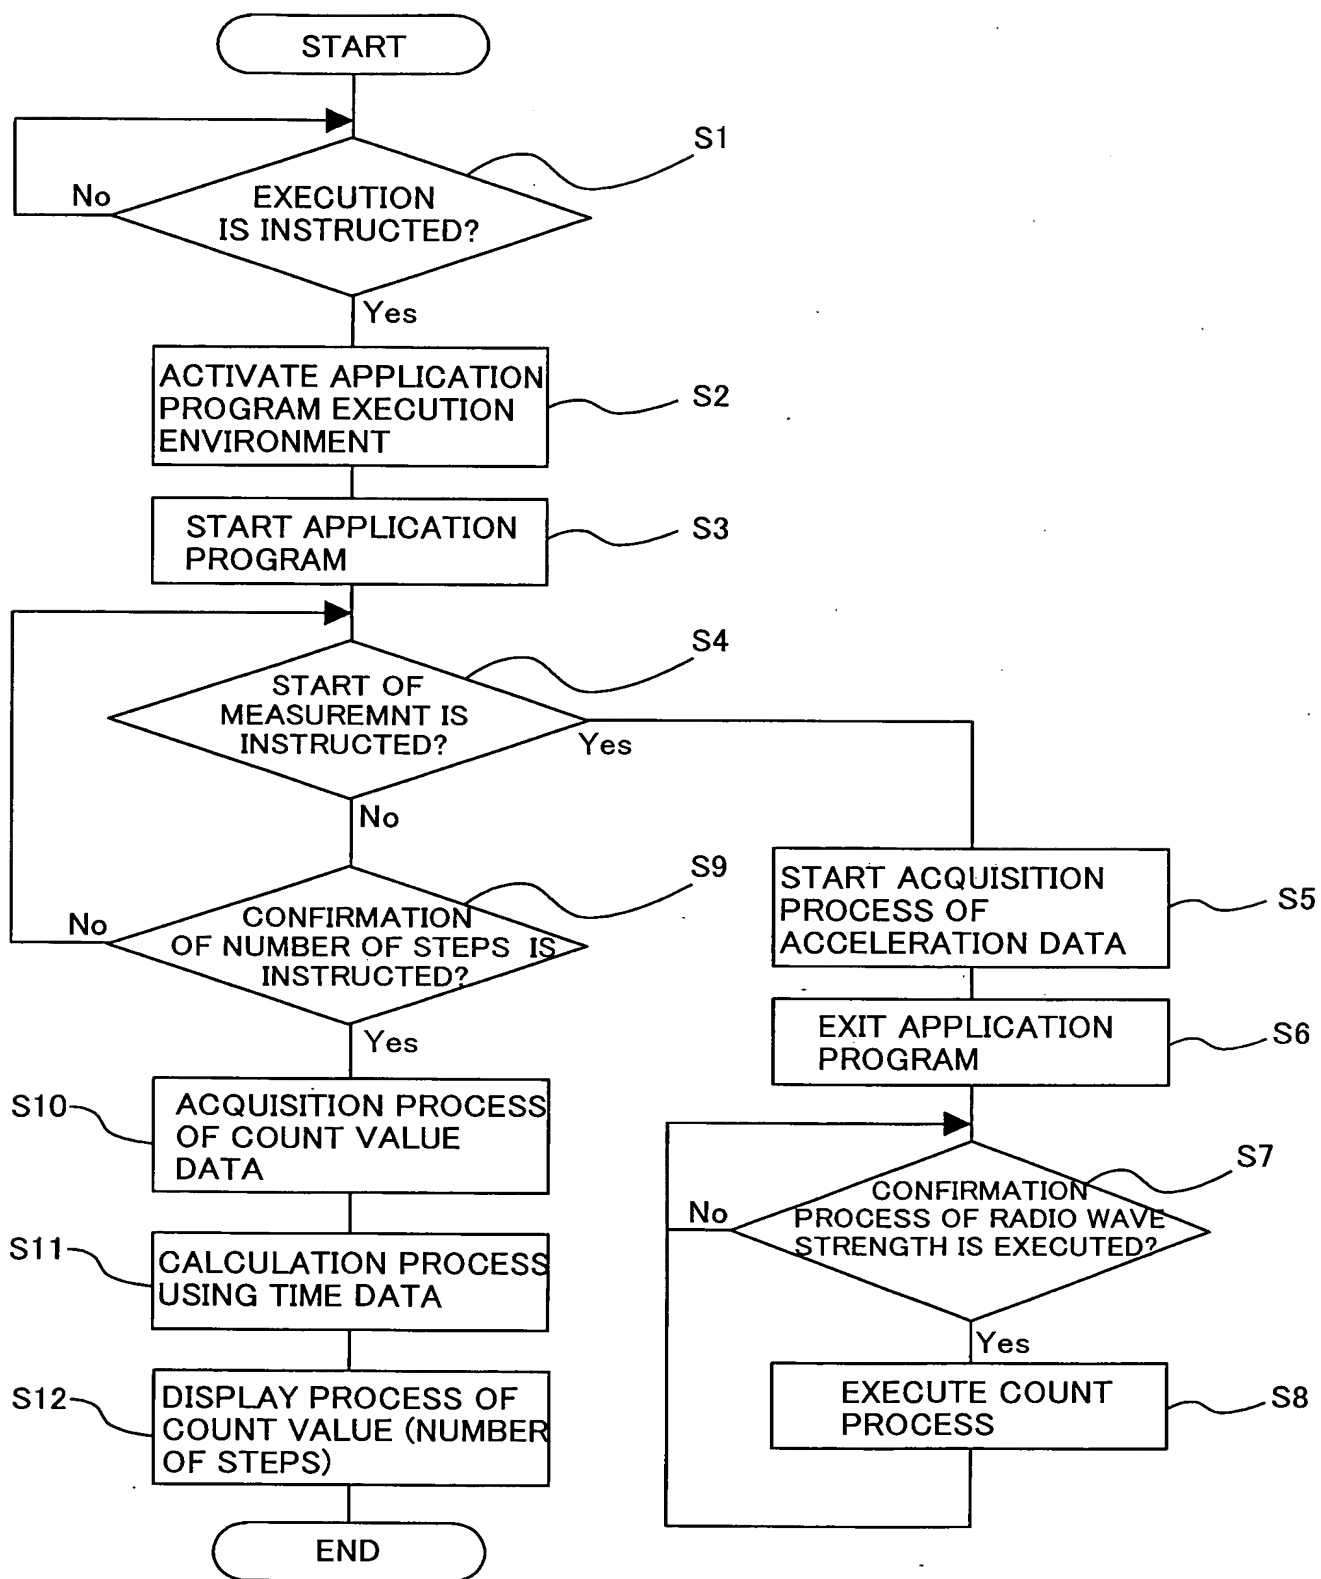 START
S1
No
EXECUTION
IS INSTRUCTED?
Yes
ACTIVATE APPLICATION
PROGRAM EXECUTION
ENVIRONMENT
S2
START APPLICATION
PROGRAM
S3
S4
START OF
MEASUREMNT IS
INSTRUCTED?
Yes
No
S9
No
CONFIRMATION
OF NUMBER OF STEPS IS
INSTRUCTED?
Yes
START ACQUISITION
PROCESS OF
ACCELERATION DATA
S5
EXIT APPLICATION
PROGRAM
S6
S7
No
CONFIRMATION
PROCESS OF RADIO WAVE
STRENGTH IS EXECUTED?
Yes
EXECUTE COUNT
PROCESS
S8
S10
ACQUISITION PROCESS
OF COUNT VALUE
DATA
S11
CALCULATION PROCESS
USING TIME DATA
S12
DISPLAY PROCESS OF
COUNT VALUE (NUMBER
OF STEPS)
END